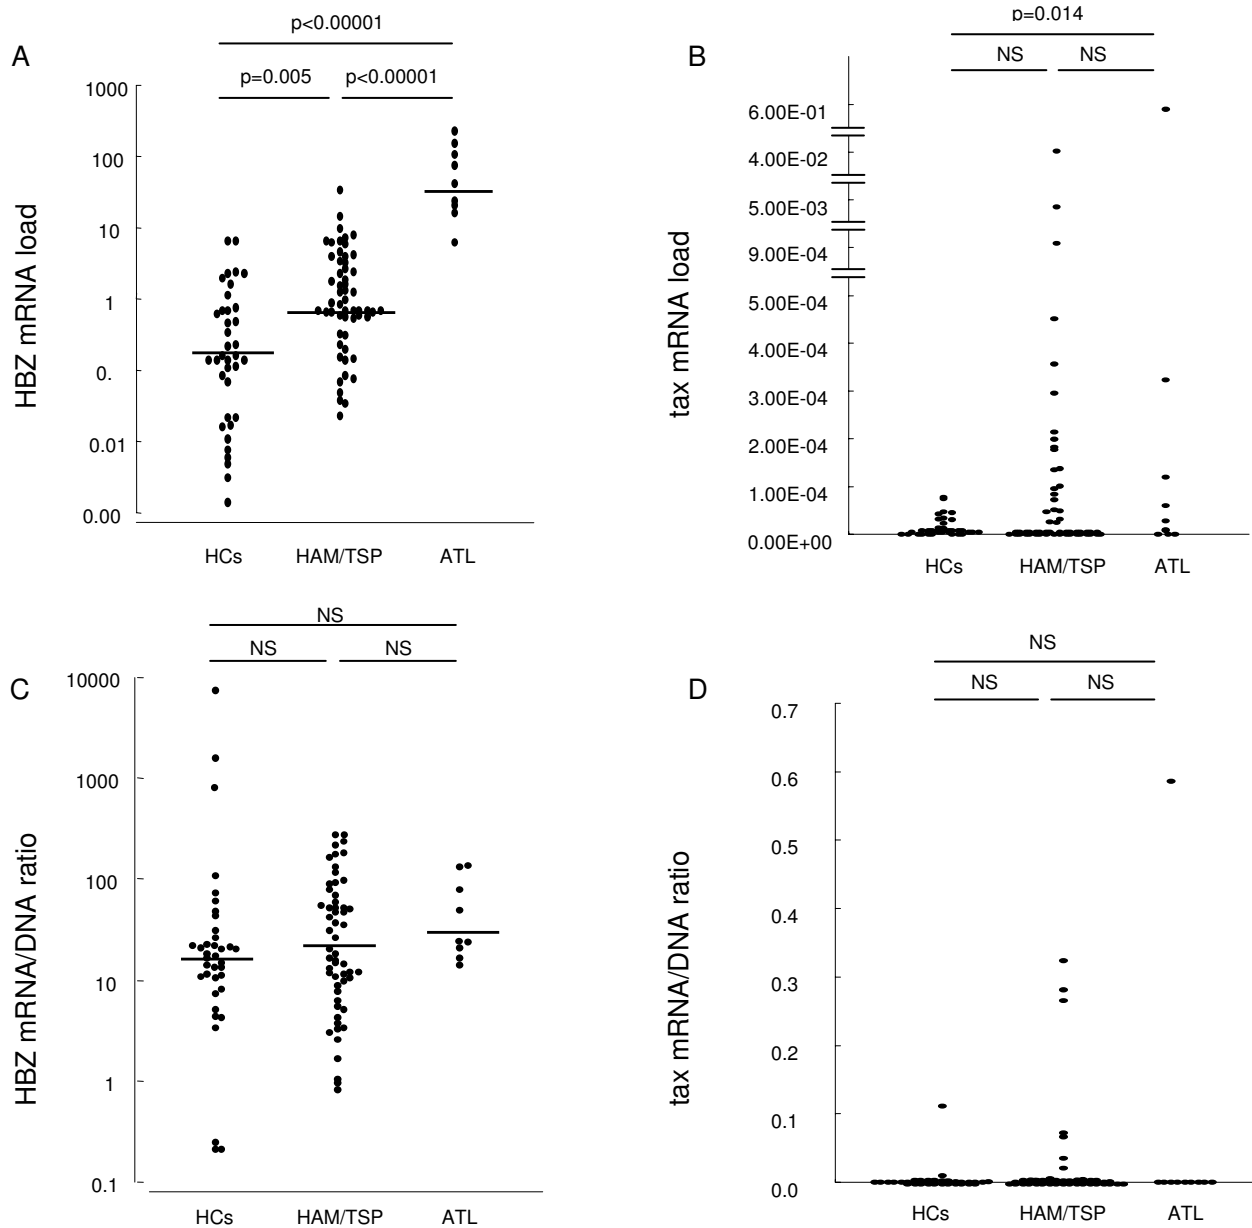 A
p<0.00001
p=0.005
p<0.00001
HBZ mRNA load
1000
100
10
1
0.
0.01
0.00
HCs
HAM/TSP
ATL
B
p=0.014
NS
NS
tax mRNA load
6.00E-01
4.00E-02
5.00E-03
9.00E-04
5.00E-04
4.00E-04
3.00E-04
2.00E-04
1.00E-04
0.00E+00
HCs
HAM/TSP
ATL
C
NS
NS
NS
HBZ mRNA/DNA ratio
10000
1000
100
10
1
0.1
HCs
HAM/TSP
ATL
D
NS
NS
NS
tax mRNA/DNA ratio
0.7
0.6
0.5
0.4
0.3
0.2
0.1
0.0
HCs
HAM/TSP
ATL